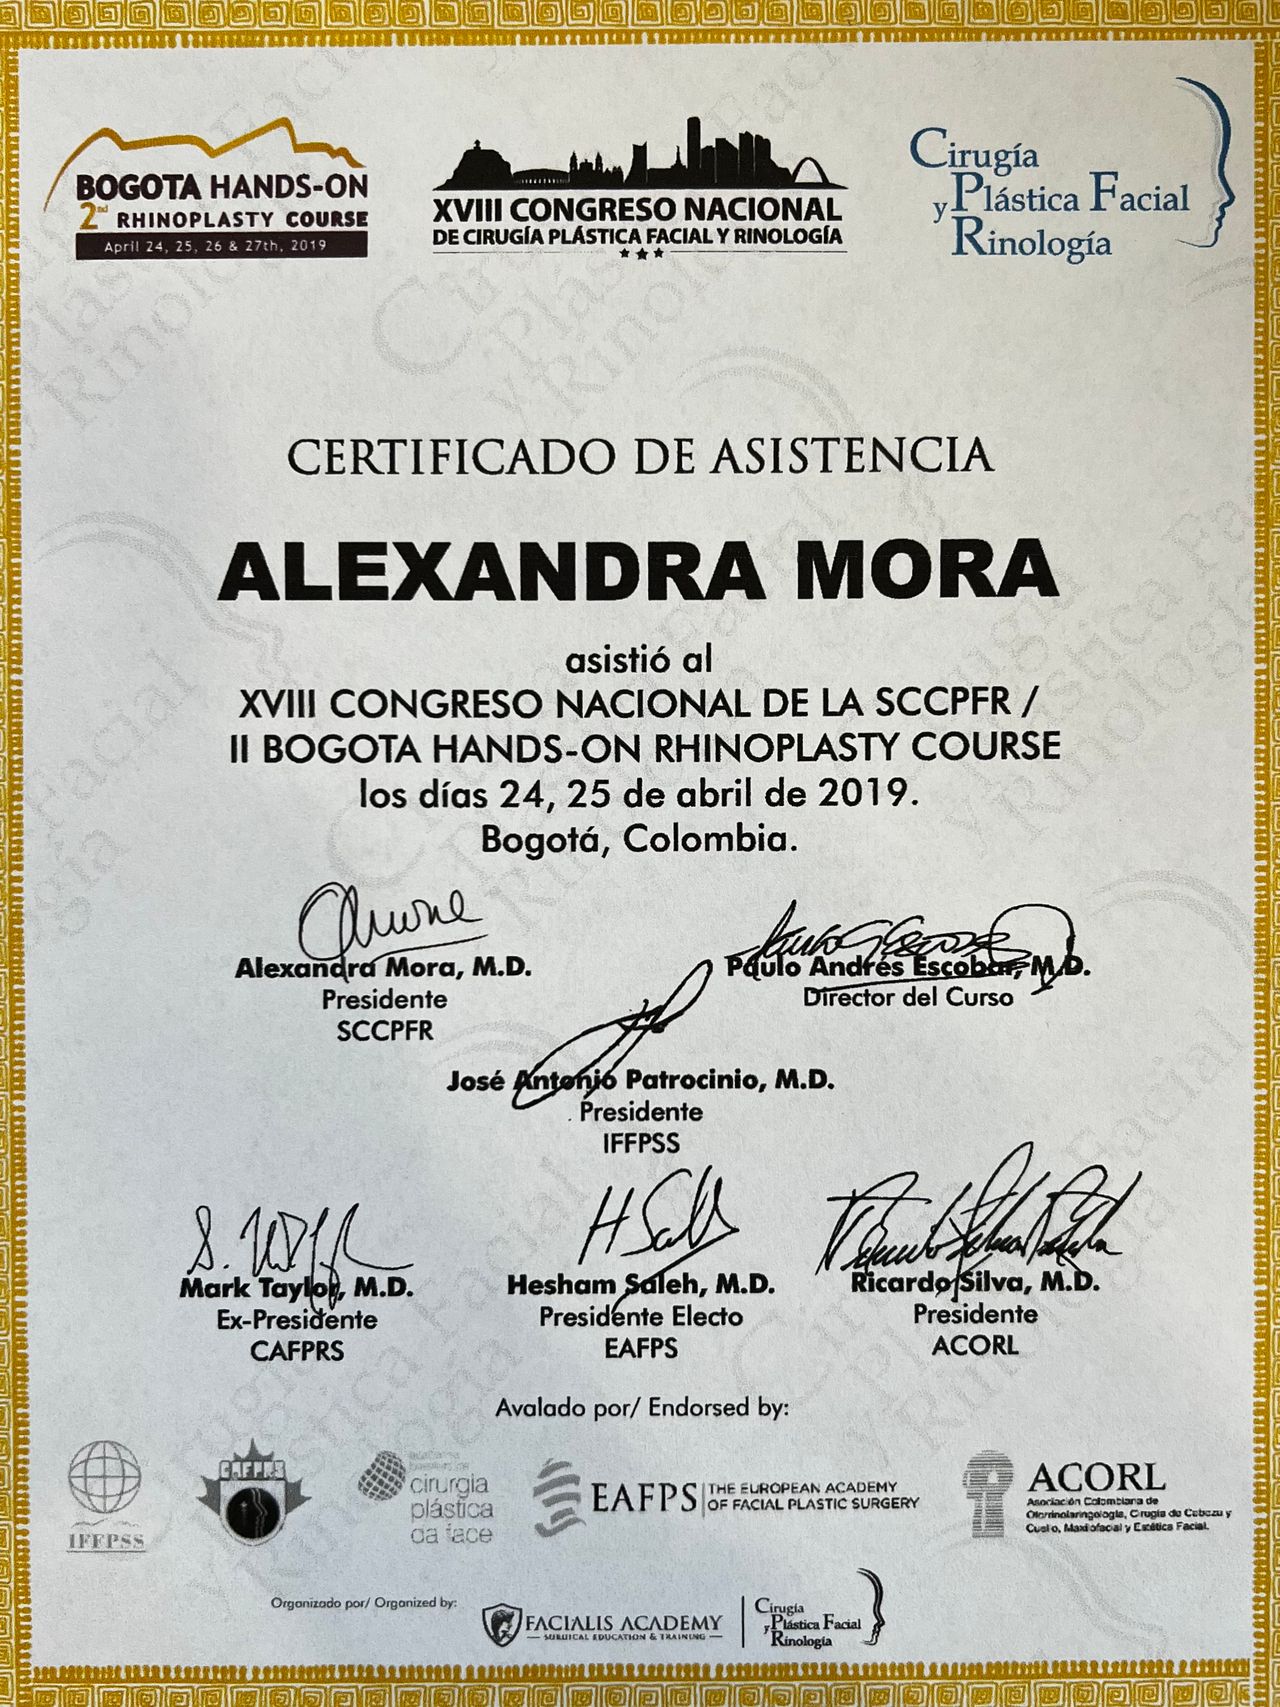 BOGOTA HANDS-ON
2nd RHINOPLASTY COURSE
April 24, 25, 26 & 27th, 2019
XVIII CONGRESO NACIONAL
DE CIRUGÍA PLÁSTICA FACIAL Y RINOLOGÍA
Cirugía
y Plástica Facial
Rinología
CERTIFICADO DE ASISTENCIA
ALEXANDRA MORA
asistió al
XVIII CONGRESO NACIONAL DE LA SCCPFR /
II BOGOTA HANDS-ON RHINOPLASTY COURSE
los días 24, 25 de abril de 2019.
Bogotá, Colombia.
Alexandra Mora, M.D.
Presidente
SCCPFR
Paulo Andrés Escobar, M.D.
Director del Curso
José Antonio Patrocinio, M.D.
Presidente
IFFPSS
Mark Taylor, M.D.
Ex-Presidente
CAFPRS
Hesham Saleh, M.D.
Presidente Electo
EAFPS
Ricardo Silva, M.D.
Presidente
ACORL
Avalado por/ Endorsed by:
IFFPSS
CAFPRS
cirurgia
plástica
da face
EAFPS THE EUROPEAN ACADEMY
OF FACIAL PLASTIC SURGERY
ACORL
Asociación Colombiana de
Otorrinolaringología, Cirugía de Cabeza y
Cuello, Maxilofacial y Estética Facial.
Organizado por/ Organized by:
FACIALIS ACADEMY
SURGICAL EDUCATION & TRAINING
Cirugía
y Plástica Facial
Rinología